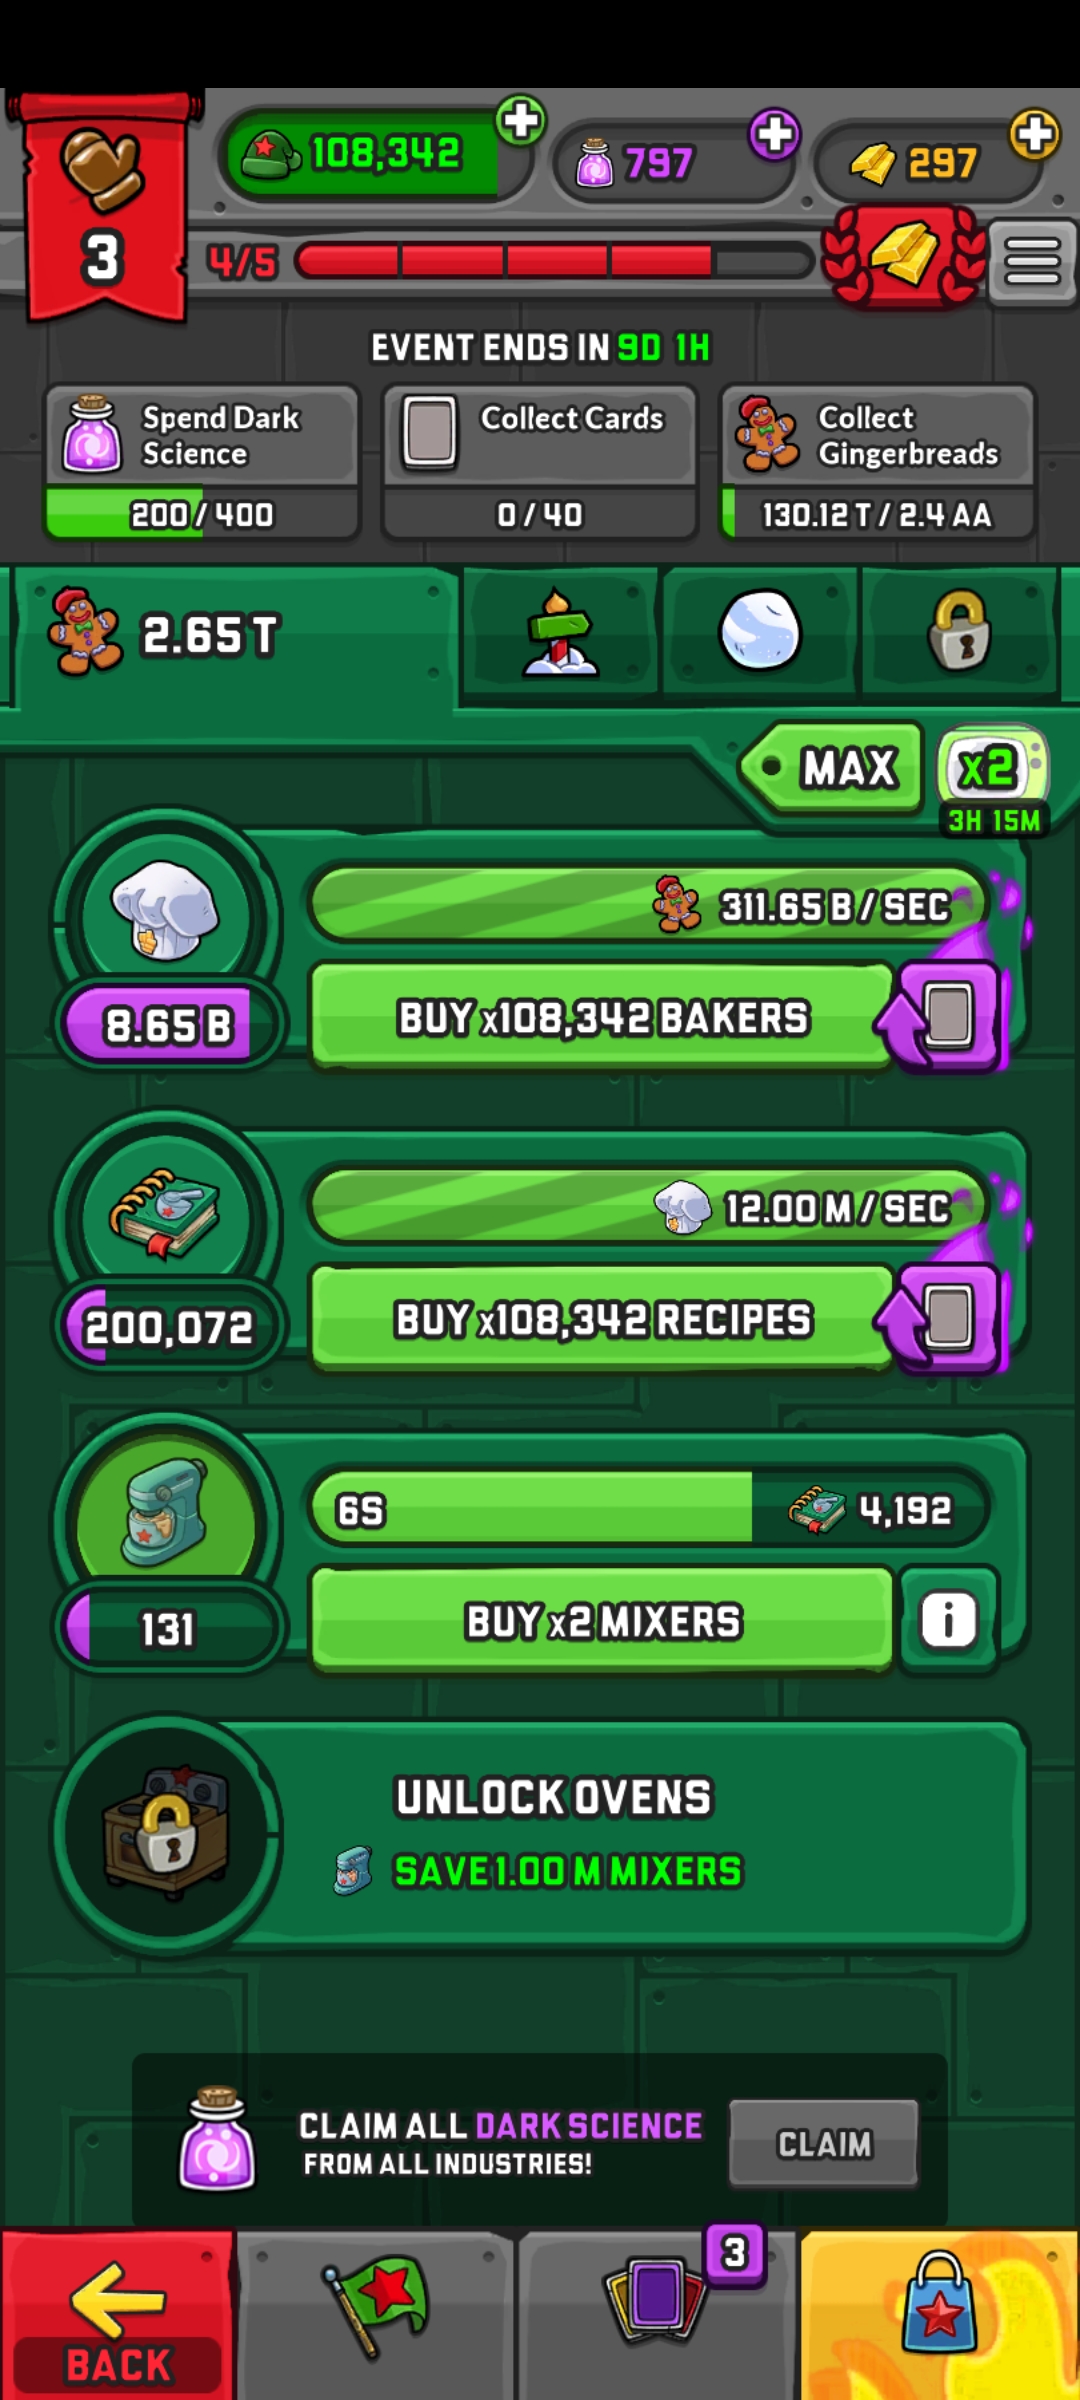 108,342
797
297
3
4/5
EVENT ENDS IN 9D 1H
Spend Dark
Science
200 / 400
Collect Cards
0 / 40
Collect
Gingerbreads
130.12 T / 2.4 AA
2.65 T
MAX
x2
3H 15M
311.65 B / SEC
8.65 B
BUY x108,342 BAKERS
12.00 M / SEC
200,072
BUY x108,342 RECIPES
6S
4,192
131
BUY x2 MIXERS
i
UNLOCK OVENS
SAVE 1.00 M MIXERS
CLAIM ALL DARK SCIENCE
FROM ALL INDUSTRIES!
CLAIM
3
BACK